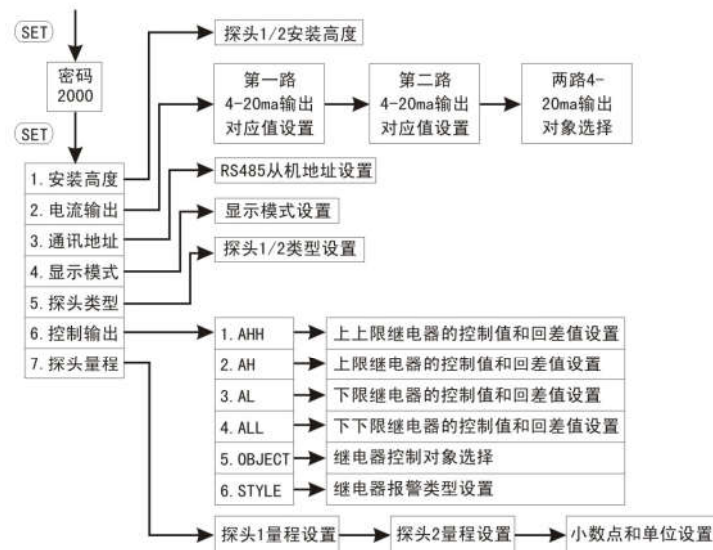 SET
密码
2000
SET
1.安装高度
2.电流输出
3.通讯地址
4.显示模式
5.探头类型
6.控制输出
7.探头量程
探头1/2安装高度
第一路
4-20ma输出
对应值设置
第二路
4-20ma输出
对应值设置
两路4-
20ma输出
对象选择
RS485从机地址设置
显示模式设置
探头1/2类型设置
1.AHH
上上限继电器的控制值和回差值设置
2.AH
上限继电器的控制值和回差值设置
3.AL
下限继电器的控制值和回差值设置
4.ALL
下下限继电器的控制值和回差值设置
5.OBJECT
继电器控制对象选择
6.STYLE
继电器报警类型设置
探头1量程设置
探头2量程设置
小数点和单位设置